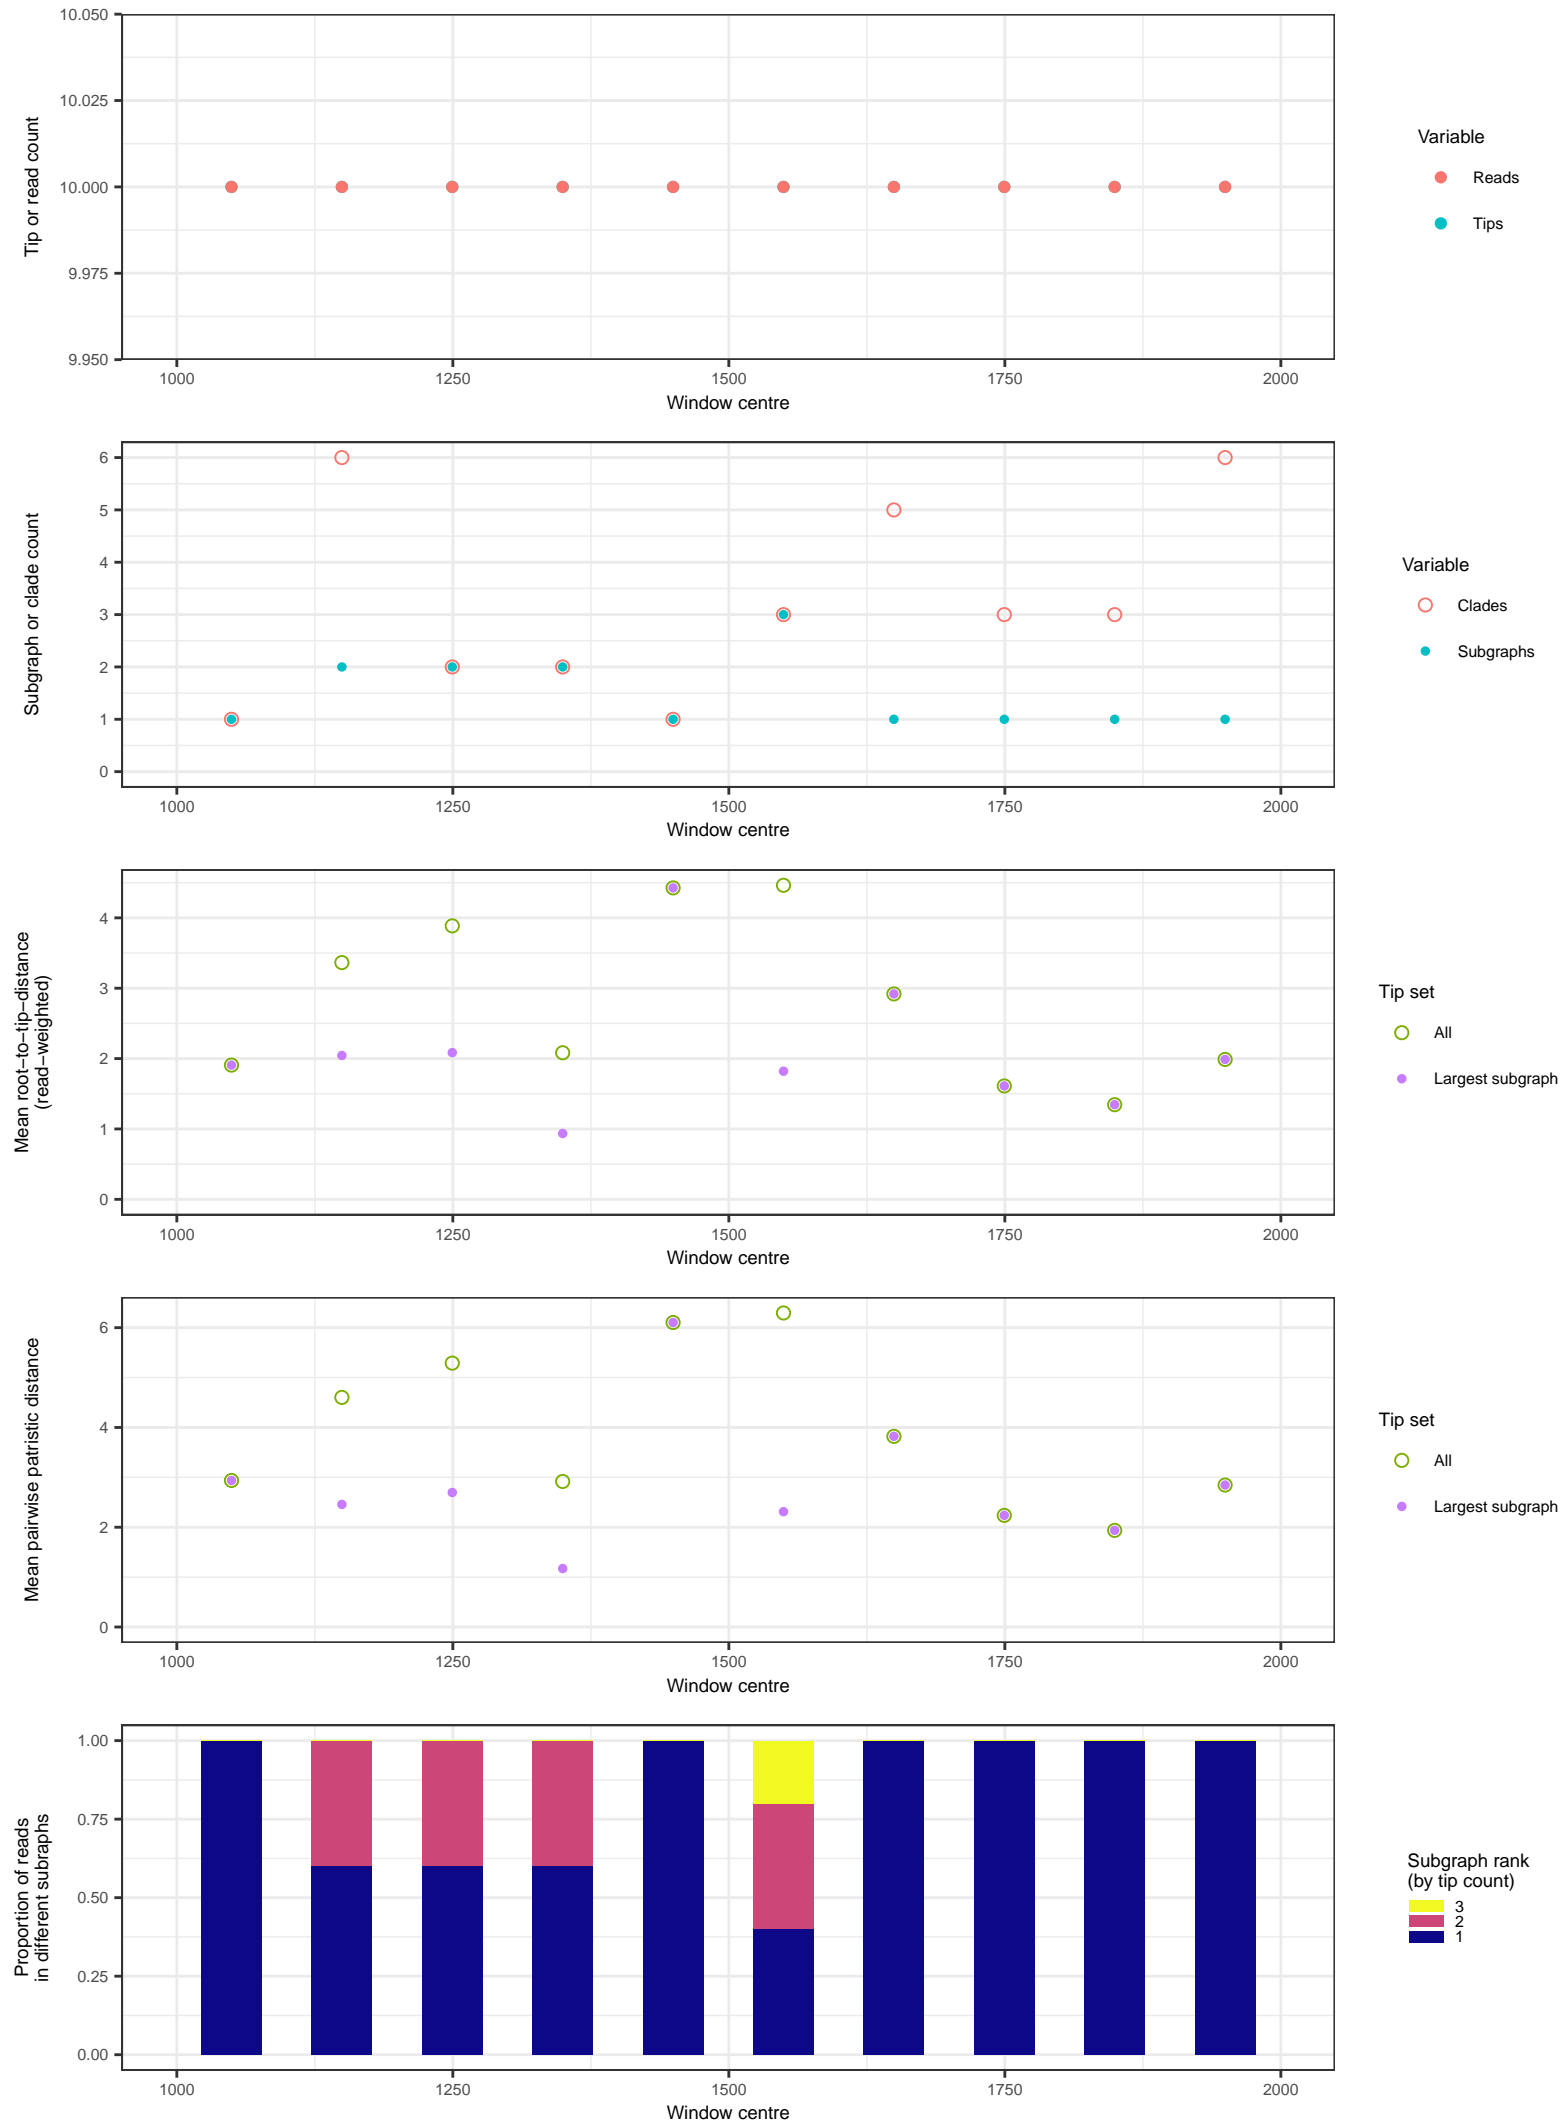 10.050
10.025
10.000
9.975
9.950
Tip or read count
1000 1250 1500 1750 2000
Window centre
Variable
Reads
Tips
6
5
4
3
2
1
0
Subgraph or clade count
1000 1250 1500 1750 2000
Window centre
Variable
Clades
Subgraphs
4
3
2
1
0
Mean root−to−tip−distance
(read−weighted)
1000 1250 1500 1750 2000
Window centre
Tip set
All
Largest subgraph
6
4
2
0
Mean pairwise patristic distance
1000 1250 1500 1750 2000
Window centre
Tip set
All
Largest subgraph
1.00
0.75
0.50
0.25
0.00
Proportion of reads
in different subraphs
1000 1250 1500 1750 2000
Window centre
Subgraph rank
(by tip count)
3
2
1